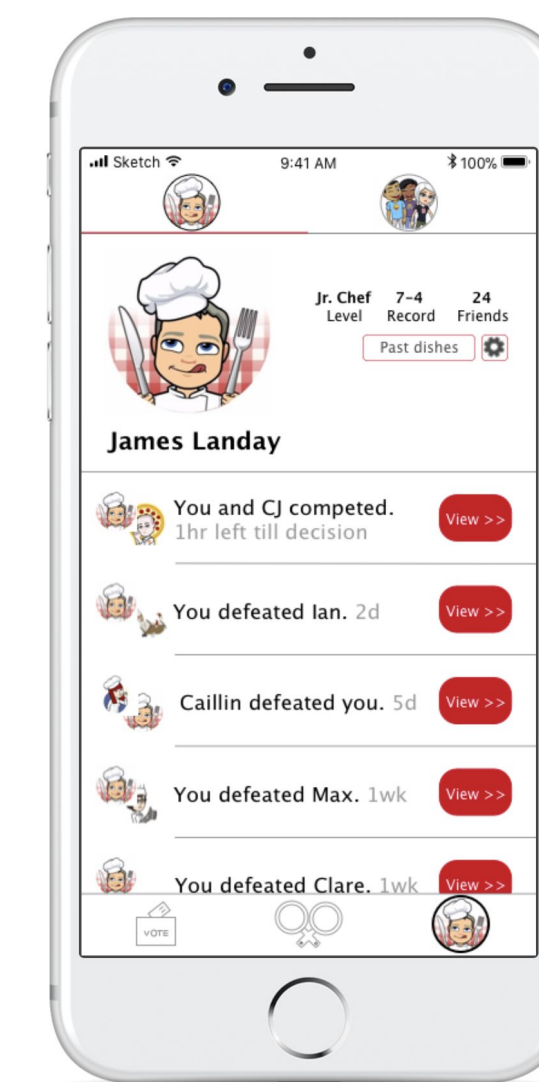 Sketch 9:41 AM 100%
Jr. Chef 7-4 24
Level Record Friends
Past dishes
James Landay
You and CJ competed.
1hr left till decision
View >>
You defeated Ian. 2d
View >>
Caillin defeated you. 5d
View >>
You defeated Max. 1wk
View >>
You defeated Clare. 1wk
View >>
VOTE